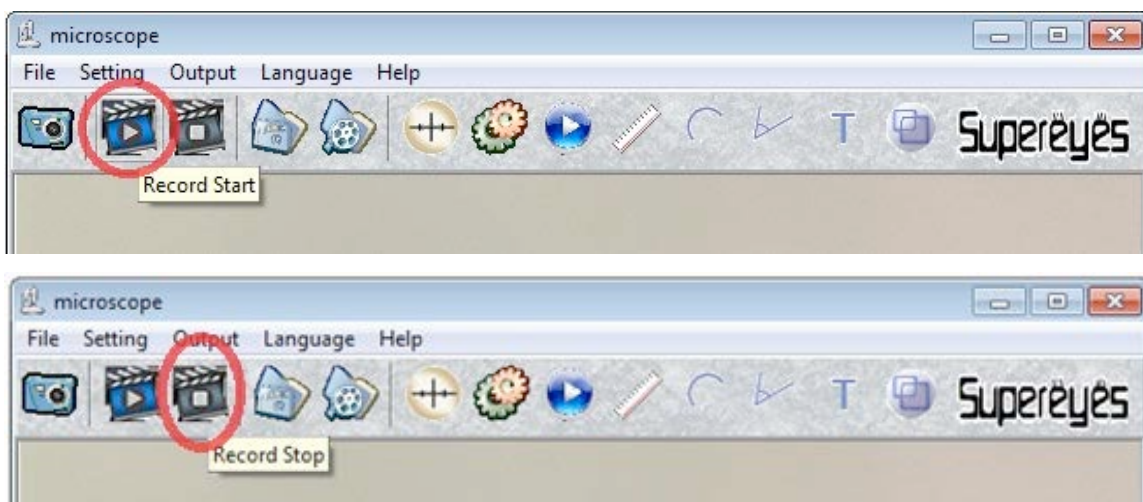 microscope
File Setting Output Language Help
T Supereyes
Record Start
microscope
File Setting Output Language Help
T Supereyes
Record Stop